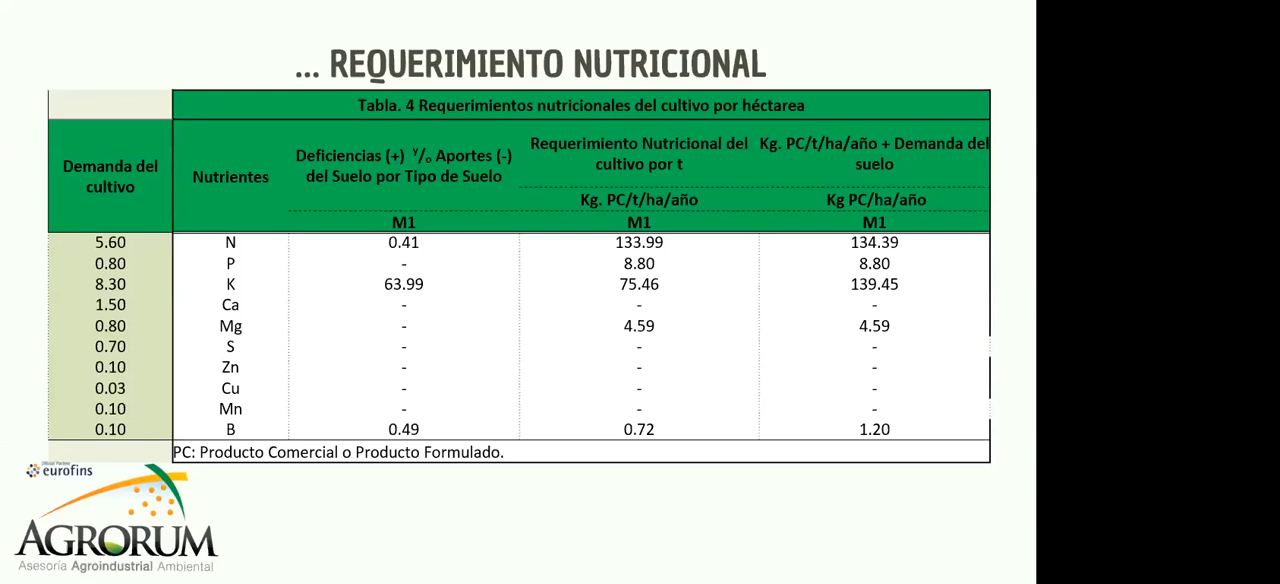 ... REQUERIMIENTO NUTRICIONAL
Tabla. 4 Requerimientos nutricionales del cultivo por héctarea
Demanda del cultivo
Nutrientes
Deficiencias (+) y/o Aportes (-) del Suelo por Tipo de Suelo
Requerimiento Nutricional del cultivo por t
Kg. PC/t/ha/año + Demanda del suelo
Kg. PC/t/ha/año
Kg PC/ha/año
M1 M1 M1
5.60 N 0.41 133.99 134.39
0.80 P - 8.80 8.80
8.30 K 63.99 75.46 139.45
1.50 Ca - - -
0.80 Mg - 4.59 4.59
0.70 S - - -
0.10 Zn - - -
0.03 Cu - - -
0.10 Mn - - -
0.10 B 0.49 0.72 1.20
PC: Producto Comercial o Producto Formulado.
Official Partner
eurofins
AGRORUM
Asesoría Agroindustrial Ambiental